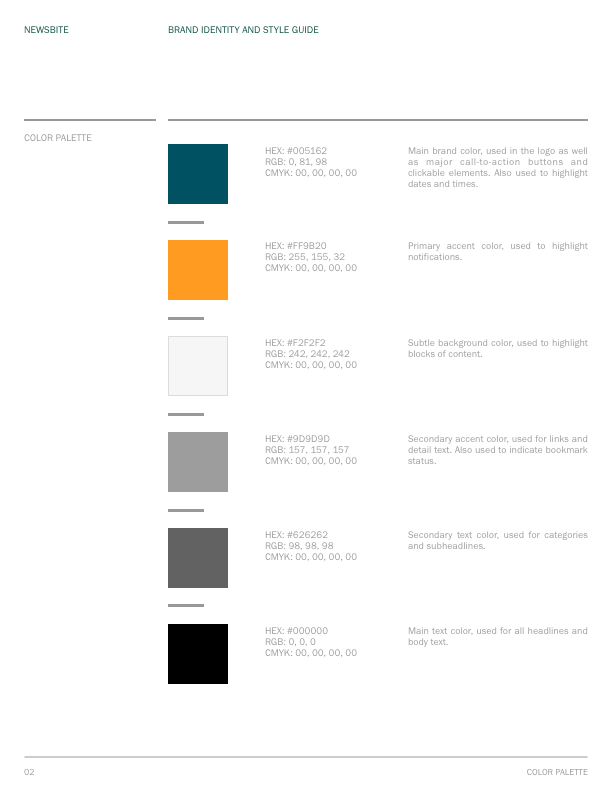 NEWSBITE
BRAND IDENTITY AND STYLE GUIDE
COLOR PALETTE
HEX: #005162
RGB: 0, 81, 98
CMYK: 00, 00, 00, 00
Main brand color, used in the logo as well
as major call-to-action buttons and
clickable elements. Also used to highlight
dates and times.
HEX: #FF9B20
RGB: 255, 155, 32
CMYK: 00, 00, 00, 00
Primary accent color, used to highlight
notifications.
HEX: #F2F2F2
RGB: 242, 242, 242
CMYK: 00, 00, 00, 00
Subtle background color, used to highlight
blocks of content.
HEX: #9D9D9D
RGB: 157, 157, 157
CMYK: 00, 00, 00, 00
Secondary accent color, used for links and
detail text. Also used to indicate bookmark
status.
HEX: #626262
RGB: 98, 98, 98
CMYK: 00, 00, 00, 00
Secondary text color, used for categories
and subheadlines.
HEX: #000000
RGB: 0, 0, 0
CMYK: 00, 00, 00, 00
Main text color, used for all headlines and
body text.
02
COLOR PALETTE